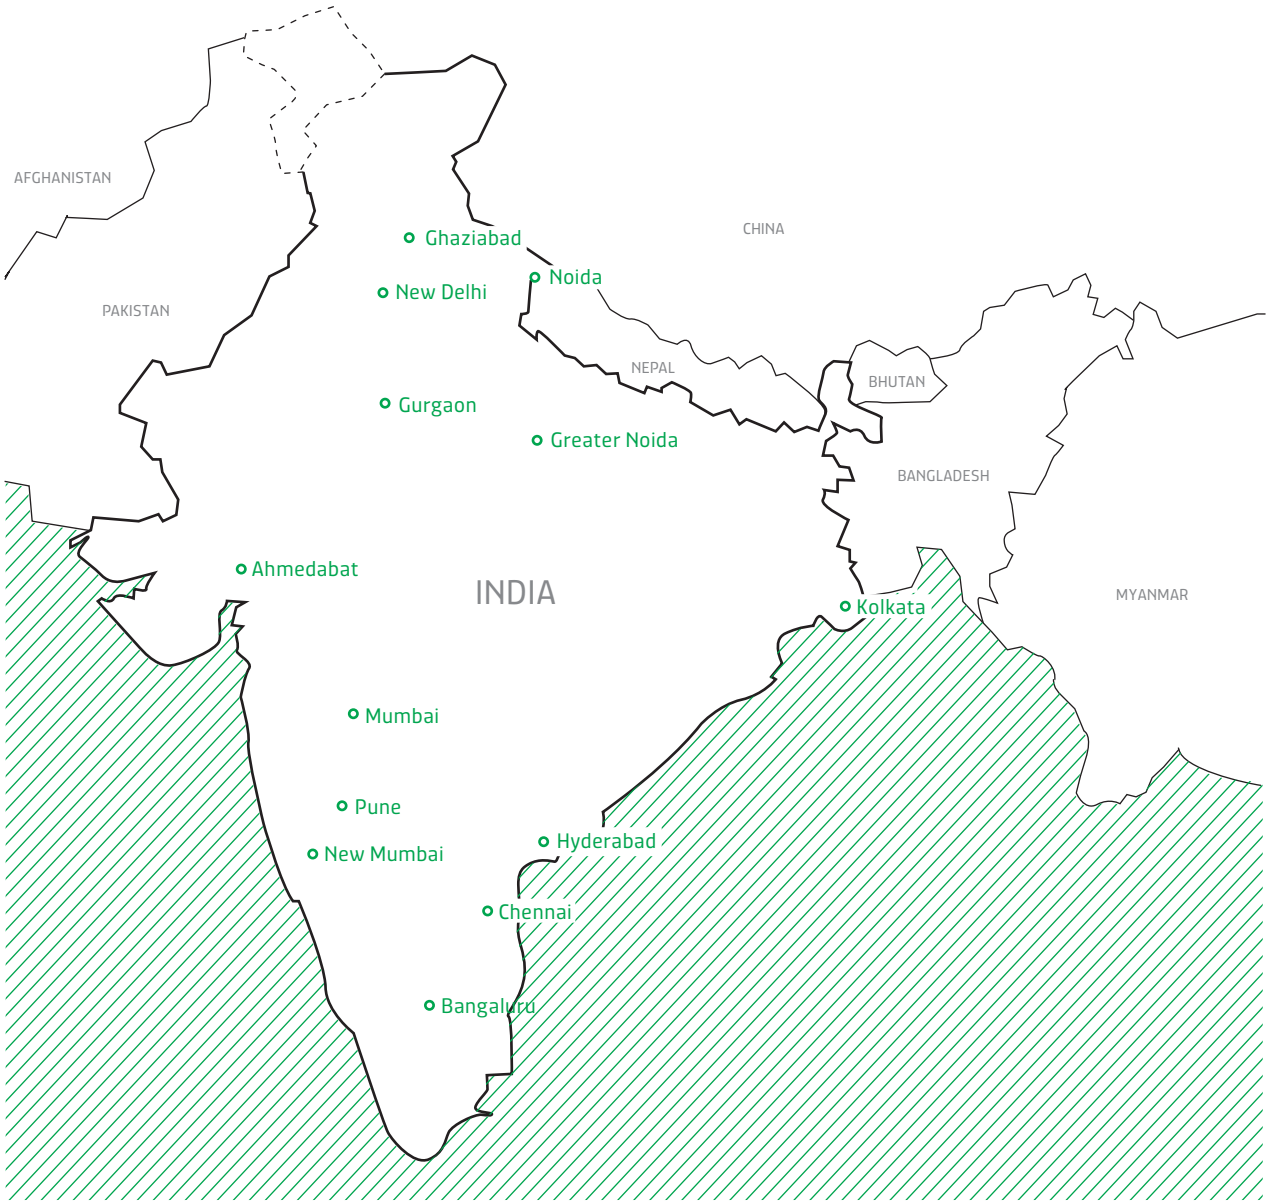 AFGHANISTAN
CHINA
Ghaziabad
Noida
New Delhi
PAKISTAN
NEPAL
BHUTAN
Gurgaon
Greater Noida
BANGLADESH
Ahmedabat
INDIA
MYANMAR
Kolkata
Mumbai
Pune
Hyderabad
New Mumbai
Chennai
Bangaluru